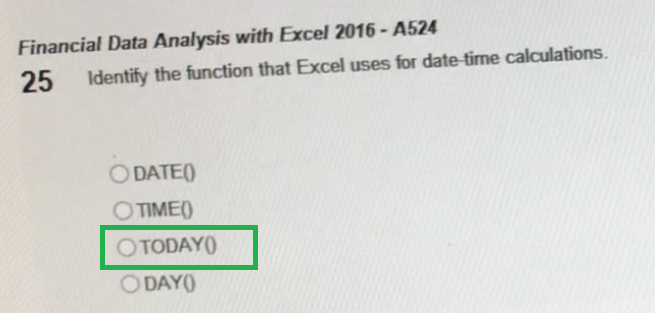 Financial Data Analysis with Excel 2016 - A524
25 Identify the function that Excel uses for date-time calculations.
DATE()
TIME()
TODAY()
DAY()